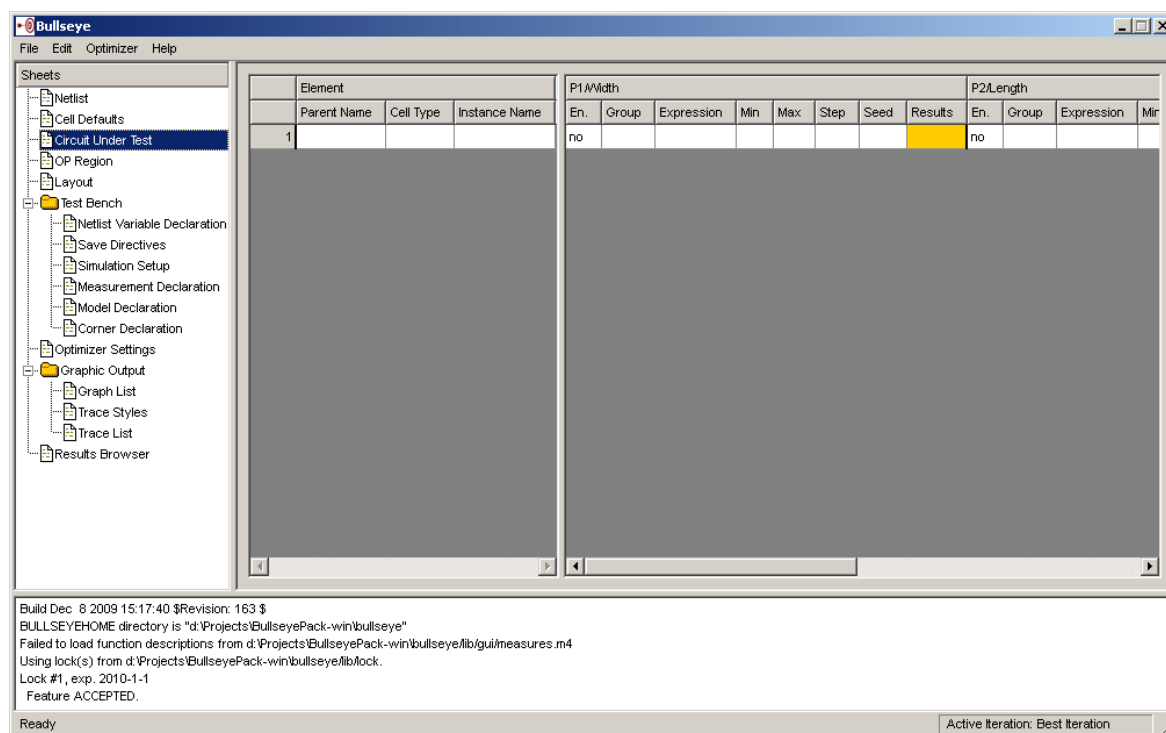 Bullseye
File Edit Optimizer Help
Sheets
Netlist
Cell Defaults
Circuit Under Test
OP Region
Layout
Test Bench
Netlist Variable Declaration
Save Directives
Simulation Setup
Measurement Declaration
Model Declaration
Corner Declaration
Optimizer Settings
Graphic Output
Graph List
Trace Styles
Trace List
Results Browser
Element P1/Width P2/Length
Parent Name Cell Type Instance Name En. Group Expression Min Max Step Seed Results En. Group Expression Mir
1 no no
Build Dec 8 2009 15:17:40 $Revision: 163 $
BULLSEYEHOME directory is "d:\Projects\BullseyePack-win\bullseye"
Failed to load function descriptions from d:\Projects\BullseyePack-win\bullseye/lib/gui/measures.m4
Using lock(s) from d:\Projects\BullseyePack-win\bullseye/lib/lock.
Lock #1, exp. 2010-1-1
Feature ACCEPTED.
Ready Active Iteration: Best Iteration